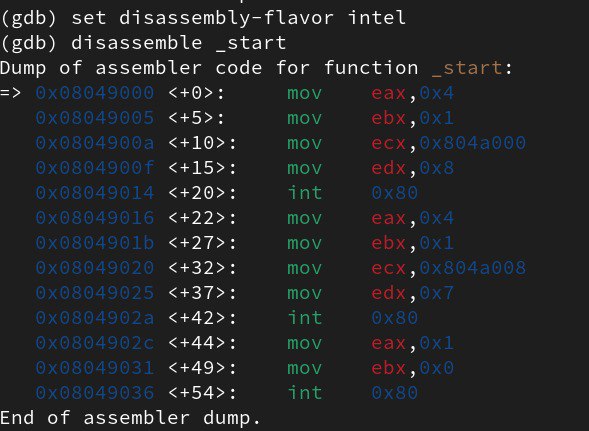 (gdb) set disassembly-flavor intel
(gdb) disassemble _start
Dump of assembler code for function _start:
=> 0x08049000 <+0>:     mov    eax,0x4
   0x08049005 <+5>:     mov    ebx,0x1
   0x0804900a <+10>:    mov    ecx,0x804a000
   0x0804900f <+15>:    mov    edx,0x8
   0x08049014 <+20>:    int    0x80
   0x08049016 <+22>:    mov    eax,0x4
   0x0804901b <+27>:    mov    ebx,0x1
   0x08049020 <+32>:    mov    ecx,0x804a008
   0x08049025 <+37>:    mov    edx,0x7
   0x0804902a <+42>:    int    0x80
   0x0804902c <+44>:    mov    eax,0x1
   0x08049031 <+49>:    mov    ebx,0x0
   0x08049036 <+54>:    int    0x80
End of assembler dump.